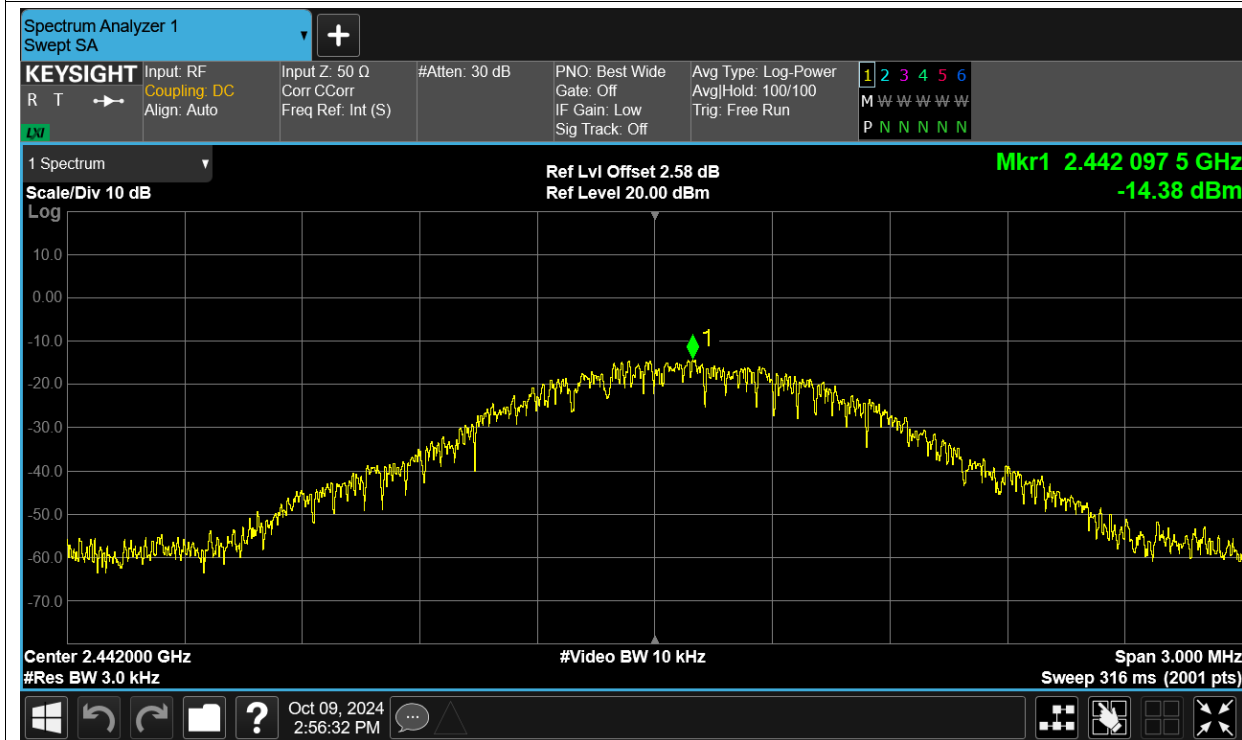 Spectrum Analyzer 1
Swept SA
+
KEYSIGHT
R T
LXI
Input: RF
Coupling: DC
Align: Auto
Input Z: 50 Ω
Corr CCorr
Freq Ref: Int (S)
#Atten: 30 dB
PNO: Best Wide
Gate: Off
IF Gain: Low
Sig Track: Off
Avg Type: Log-Power
Avg|Hold: 100/100
Trig: Free Run
1 2 3 4 5 6
M W W W W W
P N N N N N
1 Spectrum
Scale/Div 10 dB
Log
Ref Lvl Offset 2.58 dB
Ref Level 20.00 dBm
Mkr1 2.442 097 5 GHz
-14.38 dBm
10.0
0.00
-10.0
-20.0
-30.0
-40.0
-50.0
-60.0
-70.0
1
Center 2.442000 GHz
#Res BW 3.0 kHz
#Video BW 10 kHz
Span 3.000 MHz
Sweep 316 ms (2001 pts)
?
Oct 09, 2024
2:56:32 PM